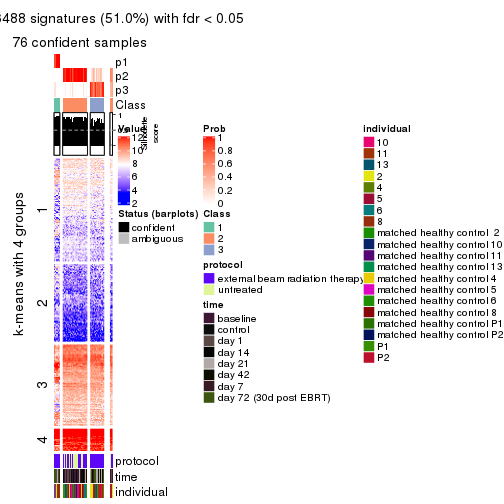 488 signatures (51.0%) with fdr < 0.05
76 confident samples
p1
p2
p3
Class
1
Silhouette score
k-means with 4 groups
1
2
3
4
protocol
time
individual
Value
12
10
8
6
4
2
Status (barplots)
confident
ambiguous
Prob
1
0.8
0.6
0.4
0.2
0
Class
1
2
3
protocol
external beam radiation therapy
untreated
time
baseline
control
day 1
day 14
day 21
day 42
day 7
day 72 (30d post EBRT)
individual
10
11
13
2
4
5
6
8
matched healthy control 2
matched healthy control 10
matched healthy control 11
matched healthy control 13
matched healthy control 4
matched healthy control 5
matched healthy control 6
matched healthy control 8
matched healthy control P1
matched healthy control P2
P1
P2